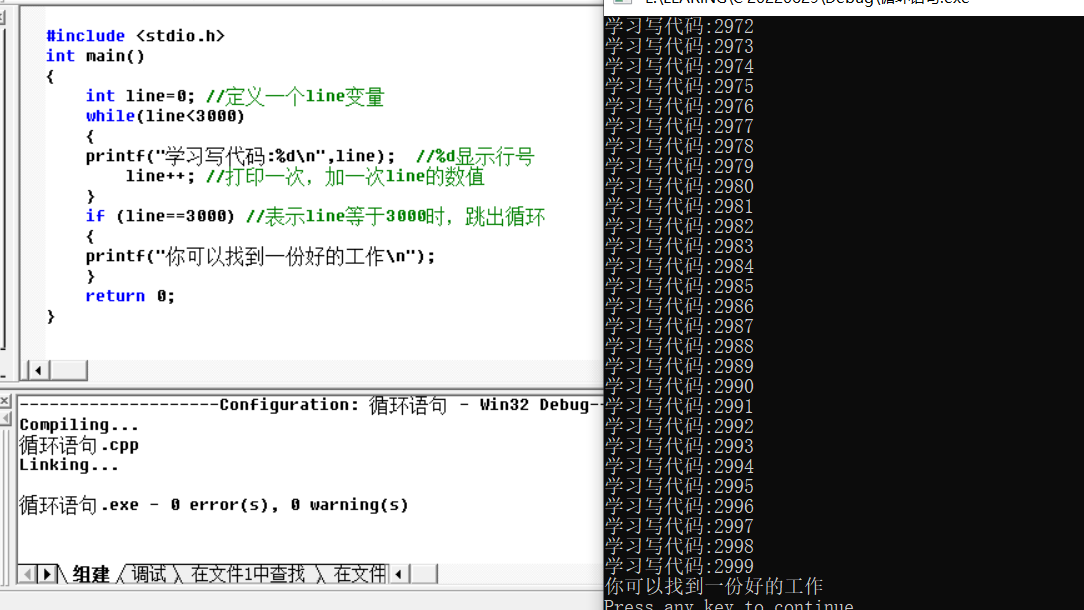 #include <stdio.h>
int main()
{
int line=0; //定义一个line变量
while(line<3000)
{
printf("学习写代码:%d\n",line); //%d显示行号
line++; //打印一次，加一次line的数值
}
if (line==3000) //表示line等于3000时，跳出循环
{
printf("你可以找到一份好的工作\n");
}
return 0;
}
--------------------Configuration: 循环语句 - Win32 Debug--
Compiling...
循环语句.cpp
Linking...
循环语句.exe - 0 error(s), 0 warning(s)
组建 调试 在文件1中查找 在文件
学习写代码:2972
学习写代码:2973
学习写代码:2974
学习写代码:2975
学习写代码:2976
学习写代码:2977
学习写代码:2978
学习写代码:2979
学习写代码:2980
学习写代码:2981
学习写代码:2982
学习写代码:2983
学习写代码:2984
学习写代码:2985
学习写代码:2986
学习写代码:2987
学习写代码:2988
学习写代码:2989
学习写代码:2990
学习写代码:2991
学习写代码:2992
学习写代码:2993
学习写代码:2994
学习写代码:2995
学习写代码:2996
学习写代码:2997
学习写代码:2998
学习写代码:2999
你可以找到一份好的工作
Press any key to continue